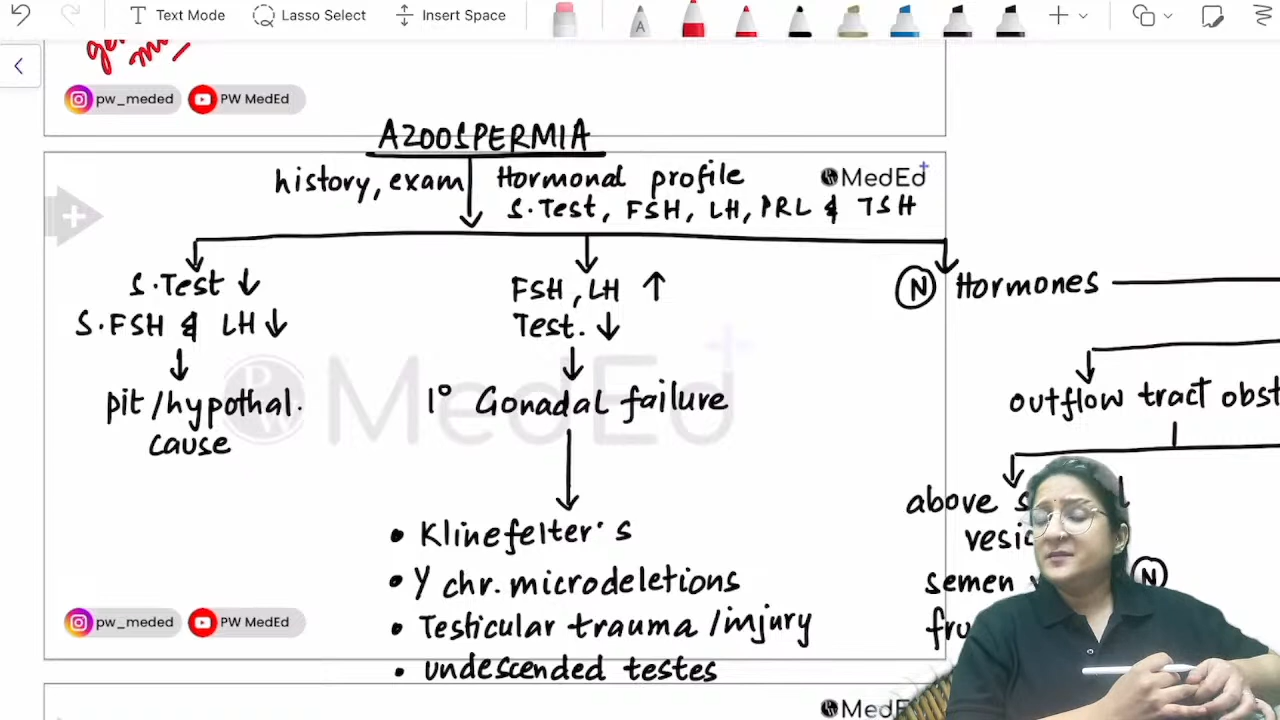 Text Mode
Lasso Select
Insert Space
pw_meded
PW MedEd
AZOOSPERMIA
history, exam
Hormonal profile
S.Test, FSH, LH, PRL & TSH
MedEd
S.Test ↓
S.FSH & LH ↓
↓
pit/hypothal.
cause
FSH, LH ↑
Test. ↓
↓
1° Gonadal failure
MedEd
• Klinefelter's
• Y chr. microdeletions
• Testicular trauma/injury
• undescended testes
N Hormones
outflow tract obst
above
semen
N
pw_meded
PW MedEd
MedEd